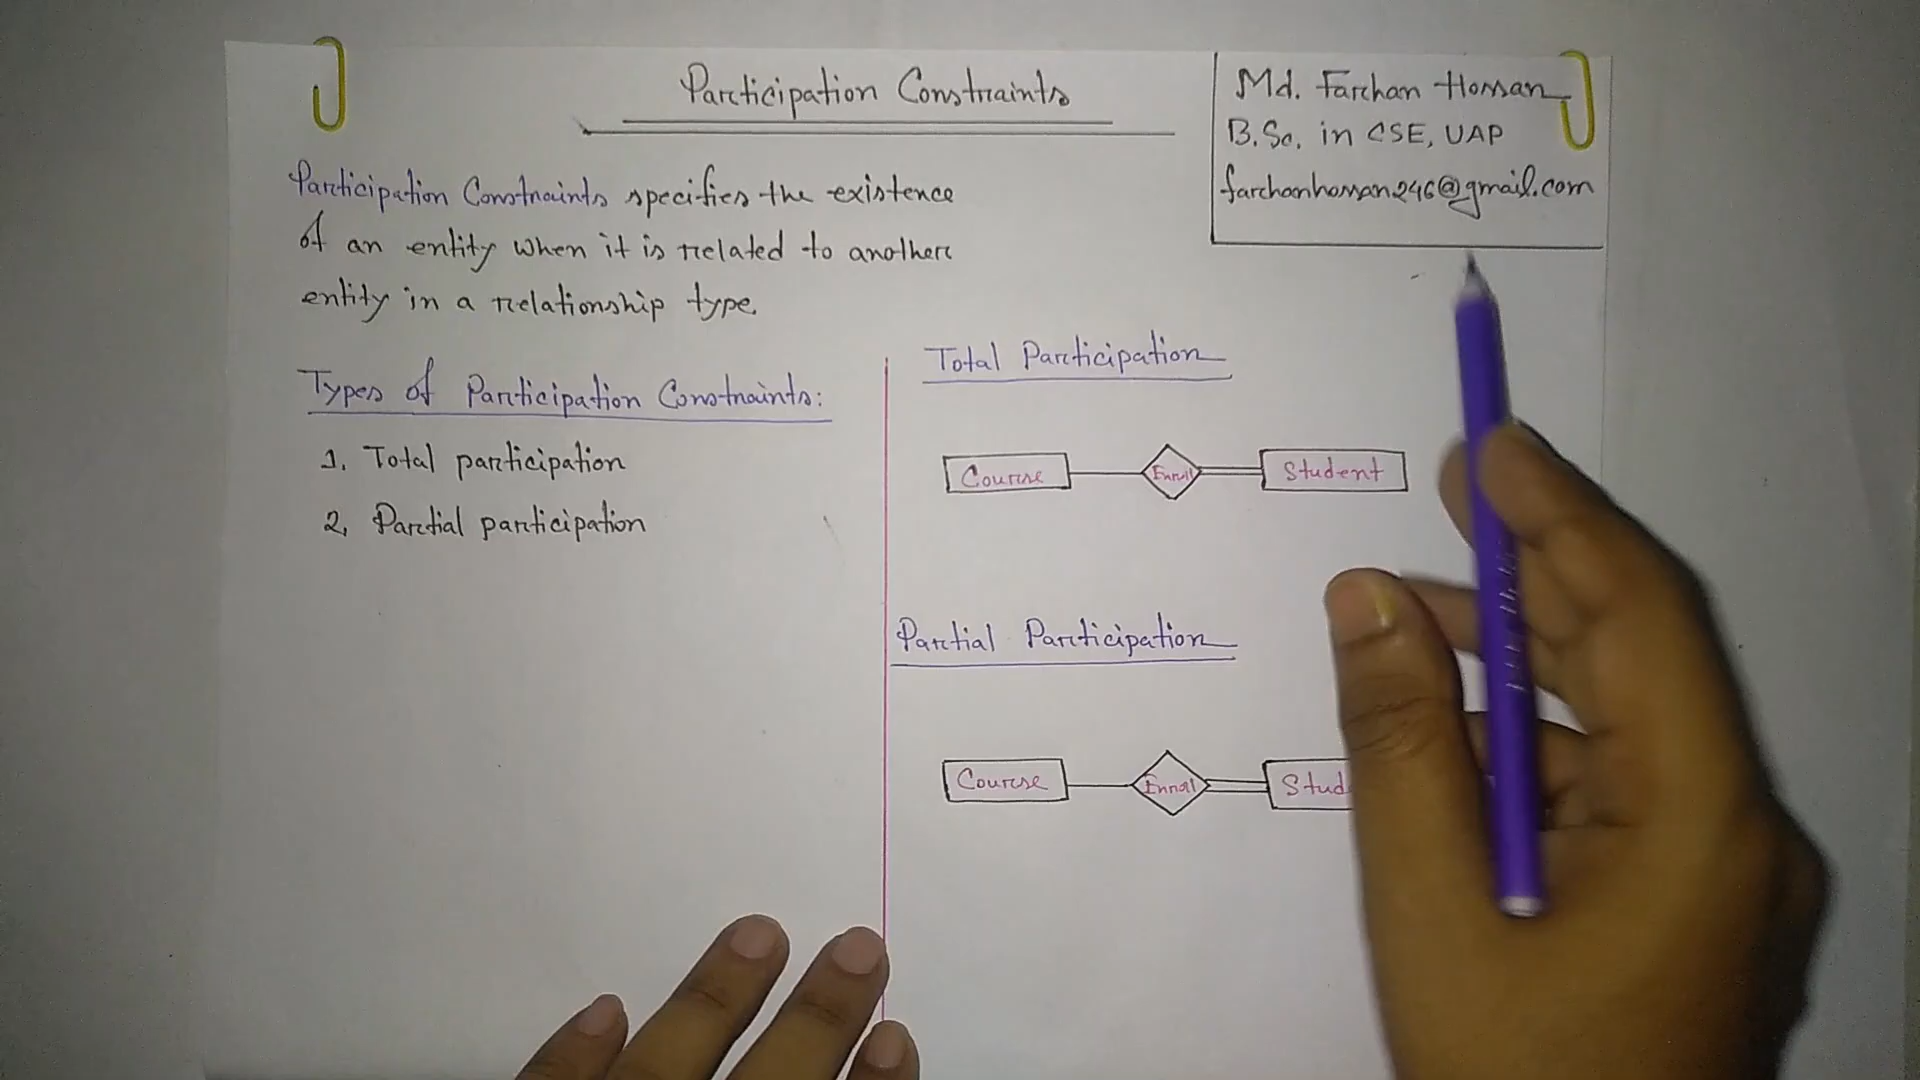 Participation Constraints
Md. Farhan Hossan
B.Sc. in CSE, UAP
farhanhossan246@gmail.com
Participation Constraints specifies the existence
of an entity when it is related to another
entity in a relationship type.
Types of Participation Constraints:
1. Total participation
2. Partial participation
Total Participation
Course
Enroll
Student
Partial Participation
Course
Enroll
Stud